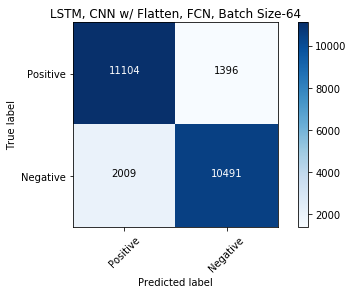 LSTM, CNN w/ Flatten, FCN, Batch Size-64
True label
Positive
11104 1396
Negative
2009 10491
Positive Negative
Predicted label
10000
8000
6000
4000
2000